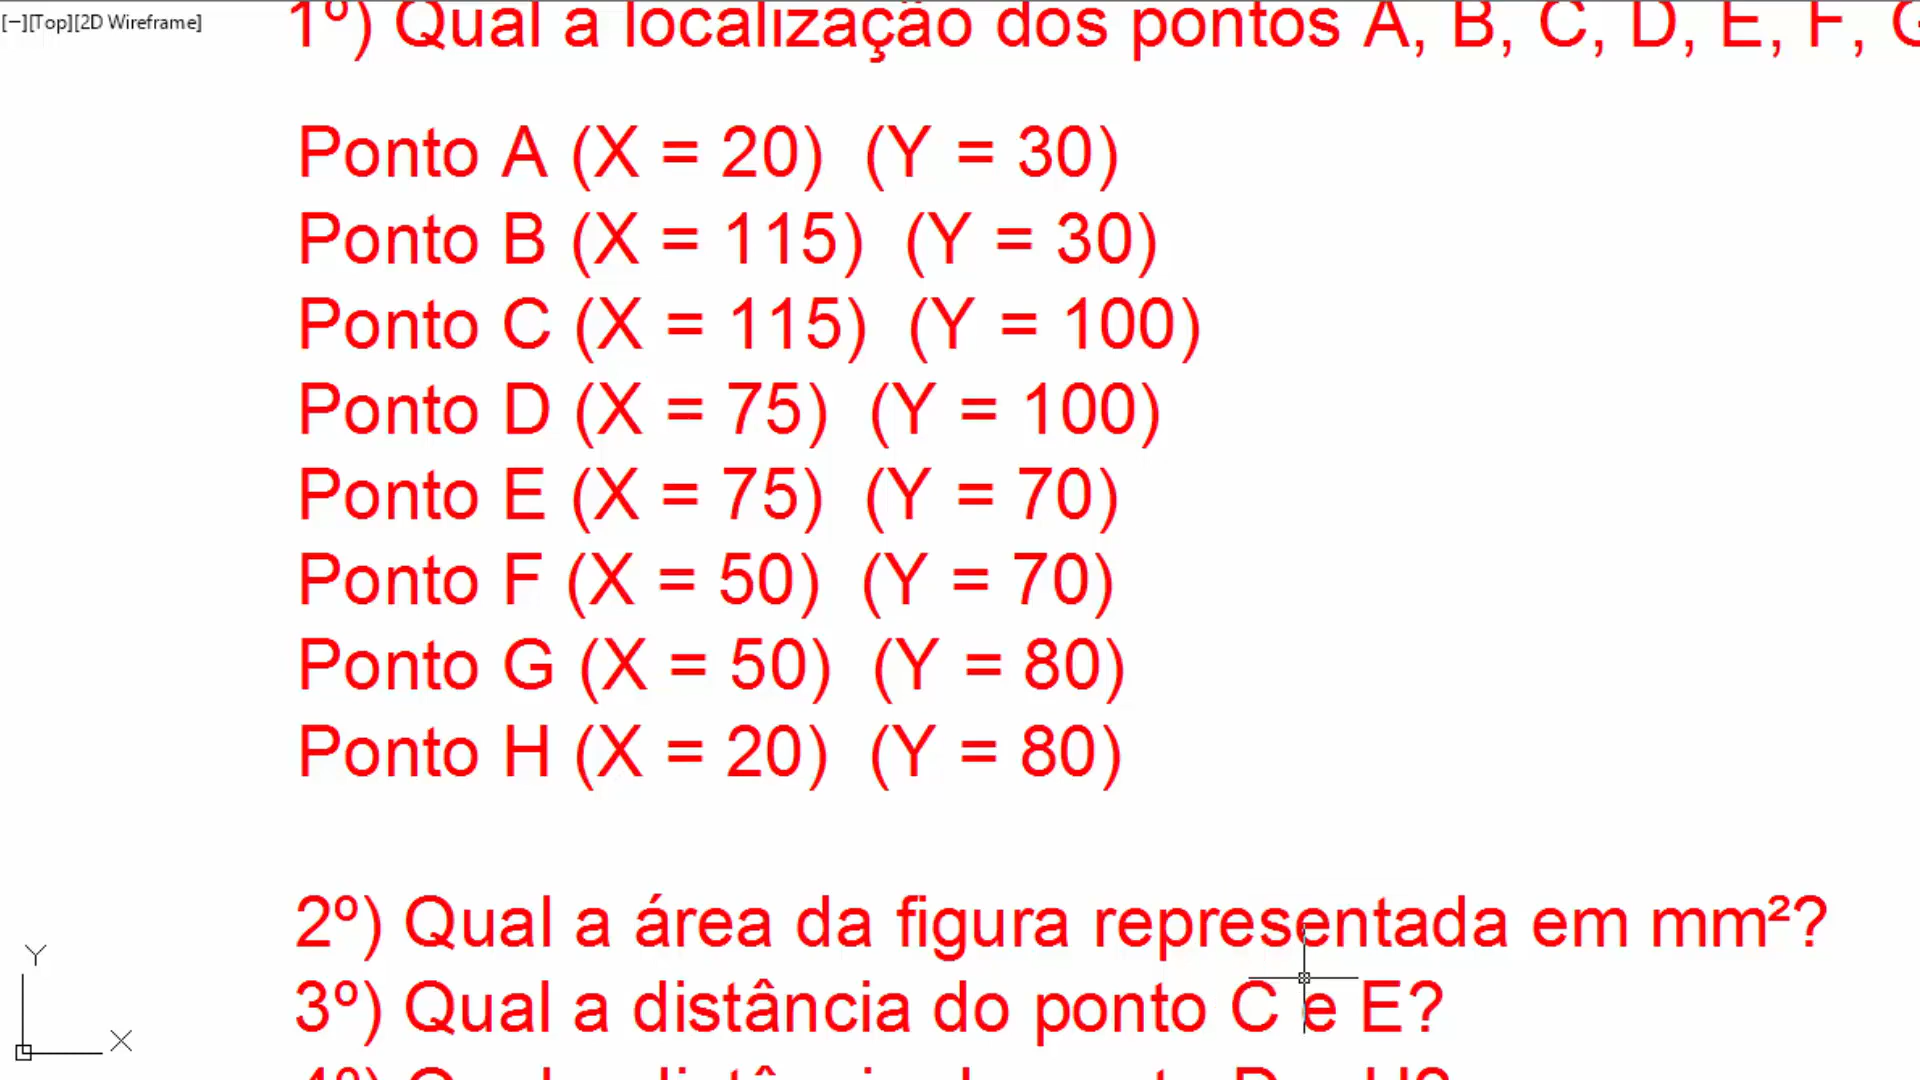 [−][Top][2D Wireframe]
1º) Qual a localização dos pontos A, B, C, D, E, F, G
Ponto A (X = 20) (Y = 30)
Ponto B (X = 115) (Y = 30)
Ponto C (X = 115) (Y = 100)
Ponto D (X = 75) (Y = 100)
Ponto E (X = 75) (Y = 70)
Ponto F (X = 50) (Y = 70)
Ponto G (X = 50) (Y = 80)
Ponto H (X = 20) (Y = 80)
2º) Qual a área da figura representada em mm²?
3º) Qual a distância do ponto C e E?
Y
X